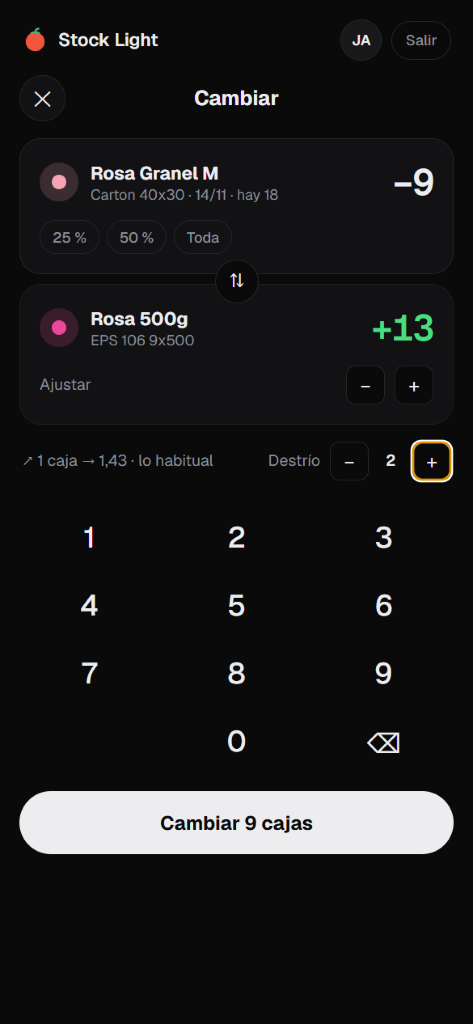 Stock Light
JA
Salir
Cambiar
Rosa Granel M
Carton 40x30 · 14/11 · hay 18
−9
25 %
50 %
Toda
Rosa 500g
EPS 106 9x500
+13
Ajustar
−
+
↗ 1 caja → 1,43 · lo habitual
Destrío
−
2
+
1
2
3
4
5
6
7
8
9
0
⌫
Cambiar 9 cajas